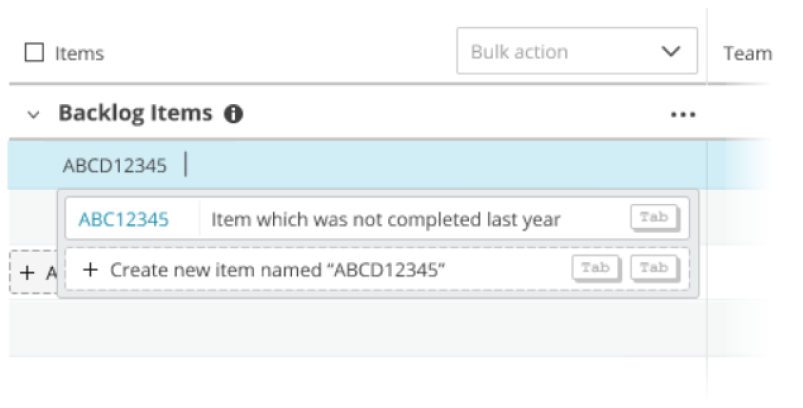 Items
Bulk action
Team
Backlog Items
ABCD12345
ABC12345 Item which was not completed last year Tab
+ A
+ Create new item named “ABCD12345” Tab Tab